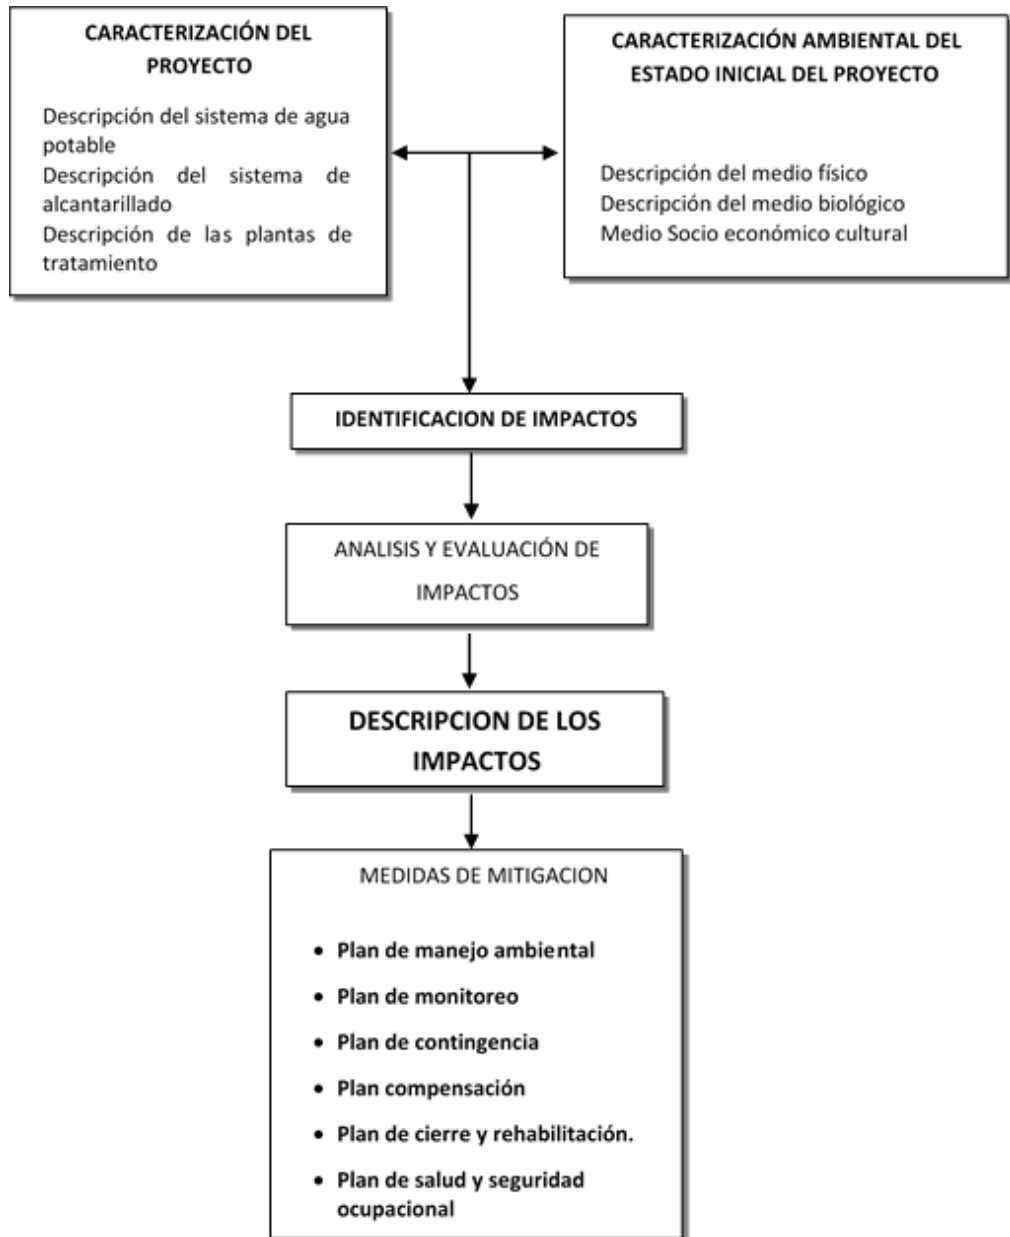 CARACTERIZACIÓN DEL
PROYECTO
Descripción del sistema de agua
potable
Descripción del sistema de
alcantarillado
Descripción de las plantas de
tratamiento
CARACTERIZACIÓN AMBIENTAL DEL
ESTADO INICIAL DEL PROYECTO
Descripción del medio físico
Descripción del medio biológico
Medio Socio económico cultural
IDENTIFICACION DE IMPACTOS
ANALISIS Y EVALUACIÓN DE
IMPACTOS
DESCRIPCION DE LOS
IMPACTOS
MEDIDAS DE MITIGACION
• Plan de manejo ambiental
• Plan de monitoreo
• Plan de contingencia
• Plan compensación
• Plan de cierre y rehabilitación.
• Plan de salud y seguridad
ocupacional